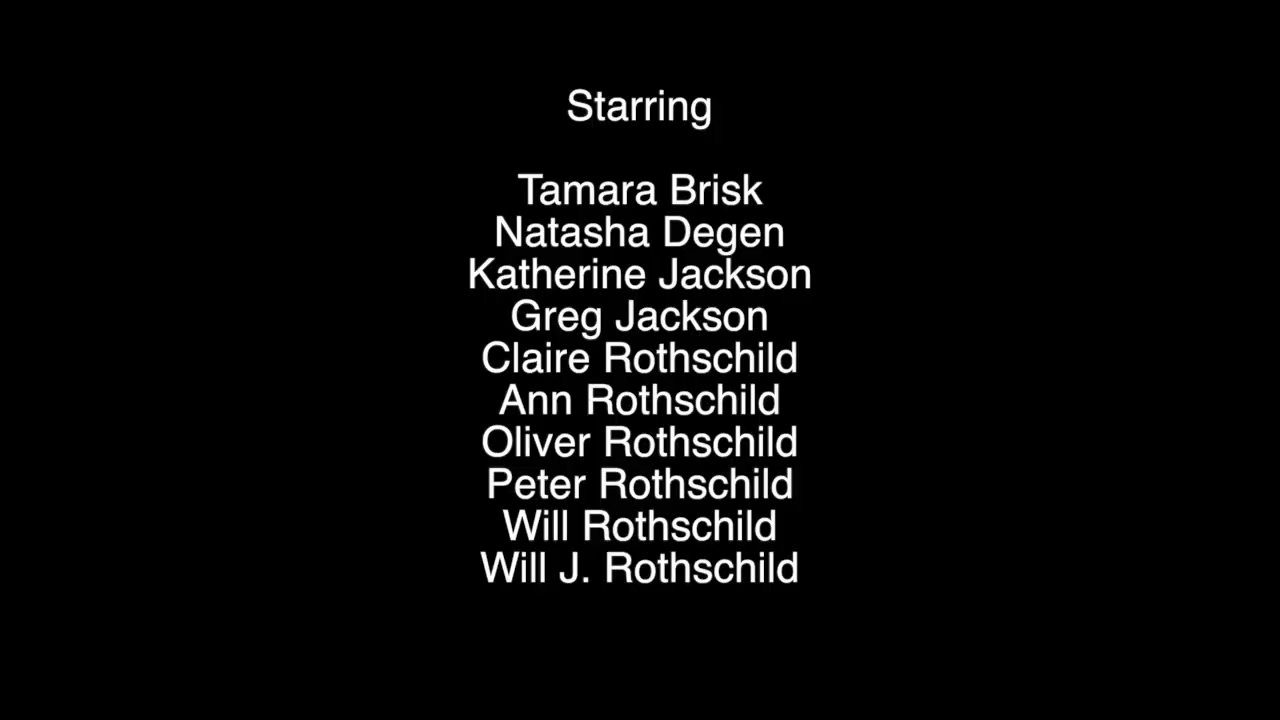 Starring
Tamara Brisk
Natasha Degen
Katherine Jackson
Greg Jackson
Claire Rothschild
Ann Rothschild
Oliver Rothschild
Peter Rothschild
Will Rothschild
Will J. Rothschild